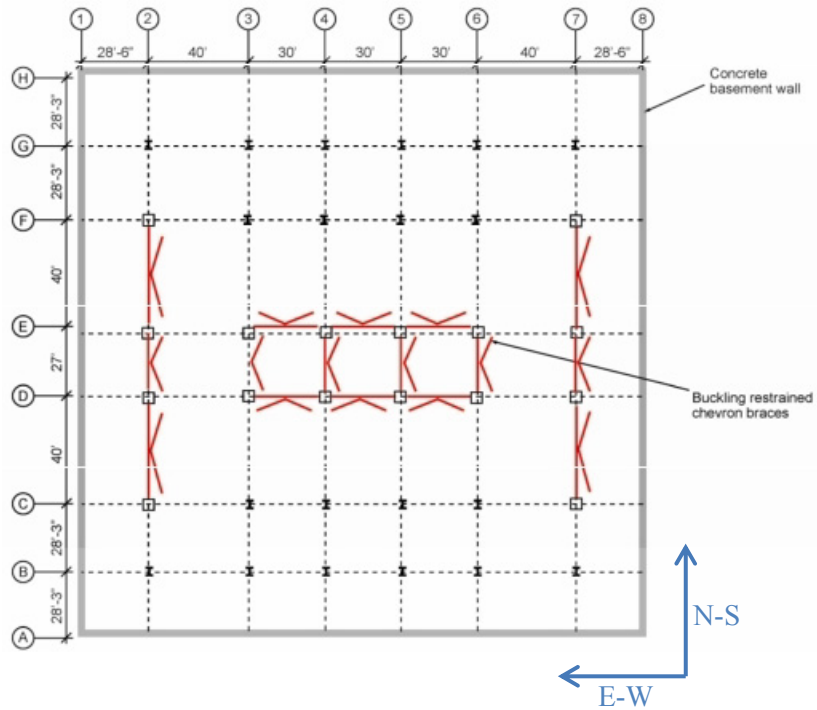 1 2 3 4 5 6 7 8
28'-6" 40' 30' 30' 30' 40' 28'-6"
H
Concrete
basement wall
28'-3"
G
28'-3"
F
40'
E
27"
D
Buckling restrained
chevron braces
40'
C
28'-3"
B
28'-3"
A
N-S
E-W